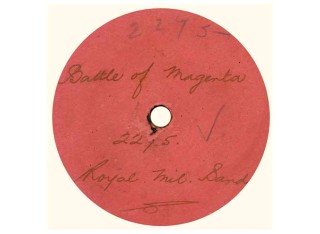 2275-
Battle of Magenta
2275.
Royal Mil. Band